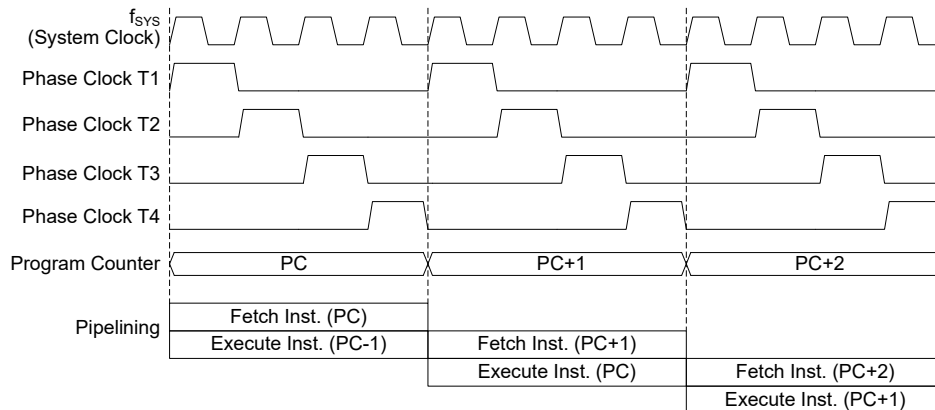 fSYS
(System Clock)
Phase Clock T1
Phase Clock T2
Phase Clock T3
Phase Clock T4
Program Counter PC PC+1 PC+2
Pipelining
Fetch Inst. (PC)
Execute Inst. (PC-1) Fetch Inst. (PC+1)
Execute Inst. (PC) Fetch Inst. (PC+2)
Execute Inst. (PC+1)